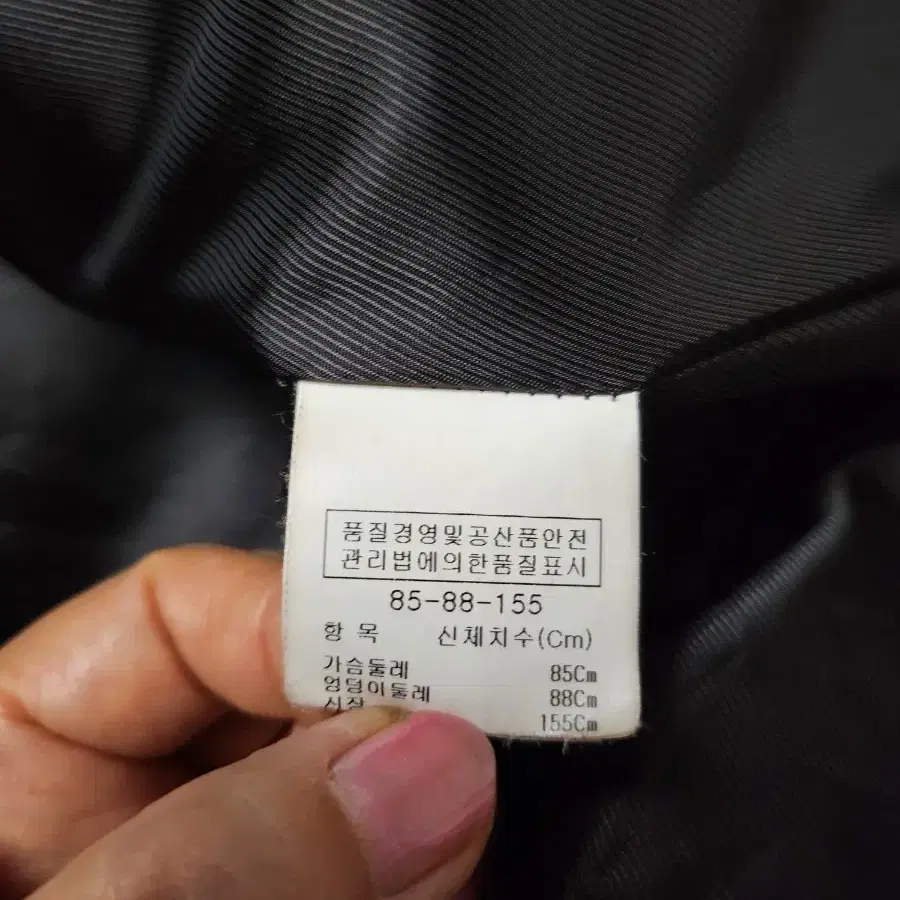 품질경영및공산품안전
관리법에의한품질표시
85-88-155
항 목 신체치수(Cm)
가슴둘레 85Cm
엉덩이둘레 88Cm
신장 155Cm